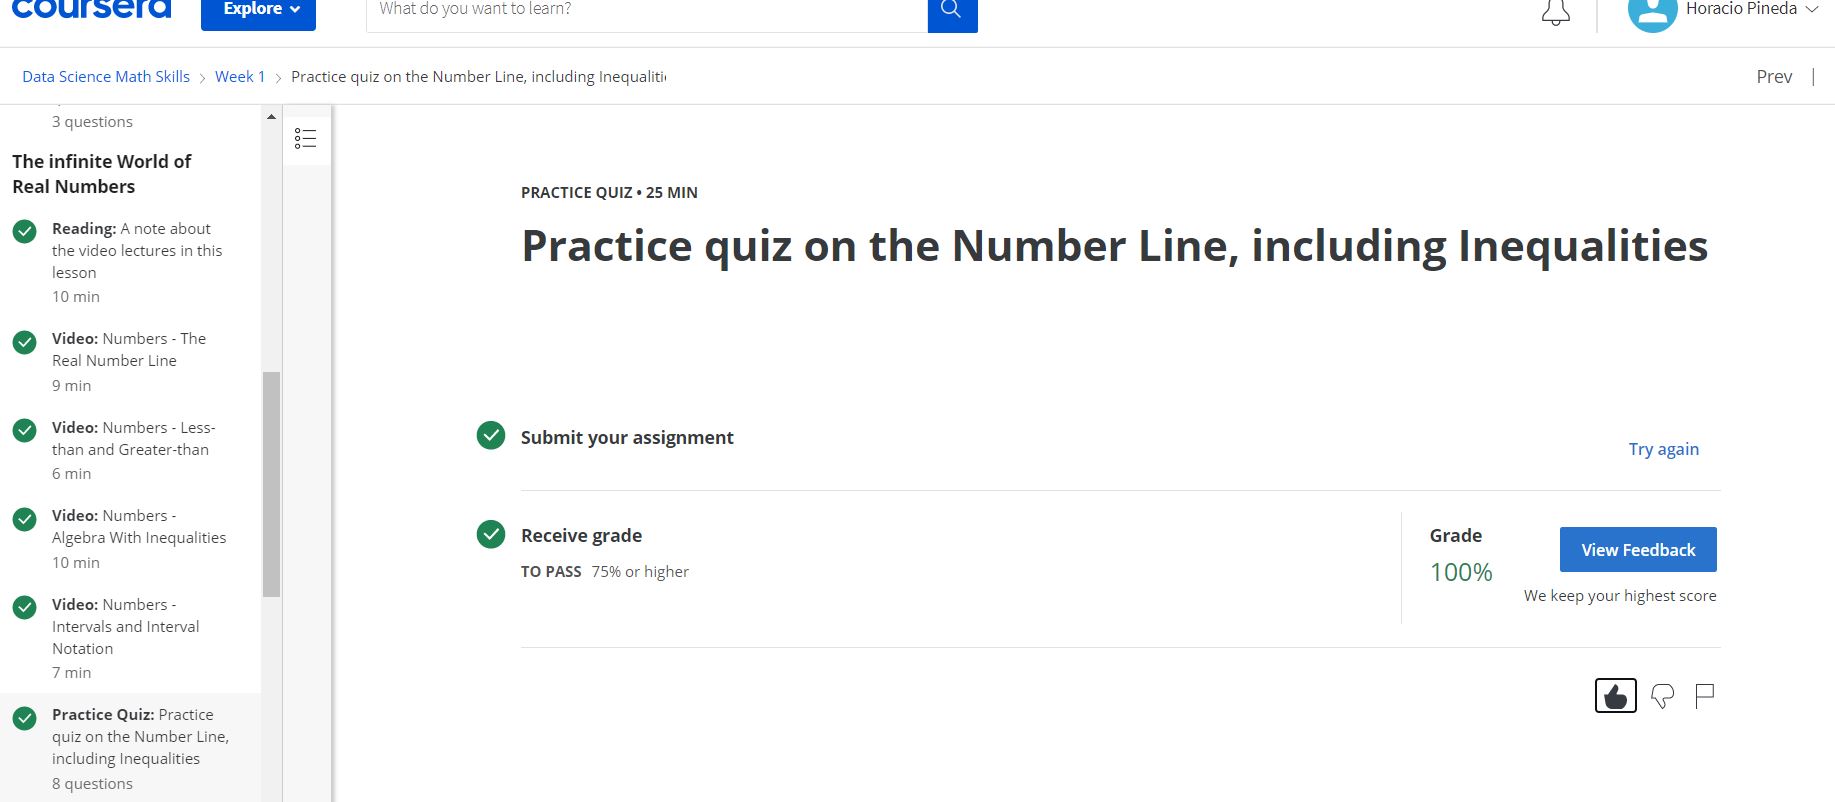 coursera
Explore
What do you want to learn?
Horacio Pineda
Data Science Math Skills > Week 1 > Practice quiz on the Number Line, including Inequaliti
Prev |
3 questions
The infinite World of
Real Numbers
Reading: A note about
the video lectures in this
lesson
10 min
Video: Numbers - The
Real Number Line
9 min
Video: Numbers - Less-
than and Greater-than
6 min
Video: Numbers -
Algebra With Inequalities
10 min
Video: Numbers -
Intervals and Interval
Notation
7 min
Practice Quiz: Practice
quiz on the Number Line,
including Inequalities
8 questions
PRACTICE QUIZ • 25 MIN
Practice quiz on the Number Line, including Inequalities
Submit your assignment
Try again
Receive grade
TO PASS 75% or higher
Grade
100%
View Feedback
We keep your highest score